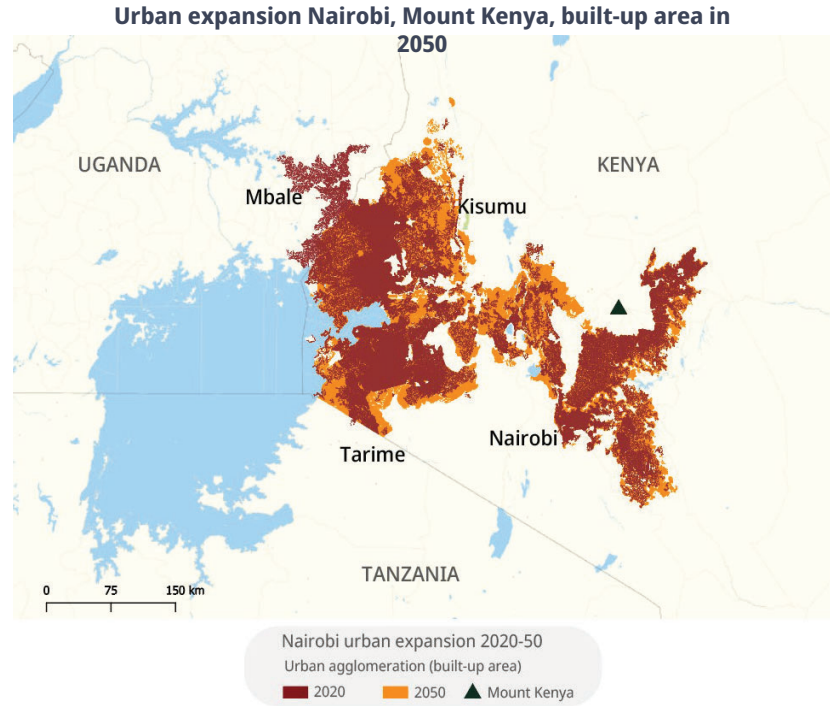 Urban expansion Nairobi, Mount Kenya, built-up area in
2050
UGANDA
KENYA
Mbale
Kisumu
Nairobi
Tarime
TANZANIA
0 75 150 km
Nairobi urban expansion 2020-50
Urban agglomeration (built-up area)
2020 2050 Mount Kenya